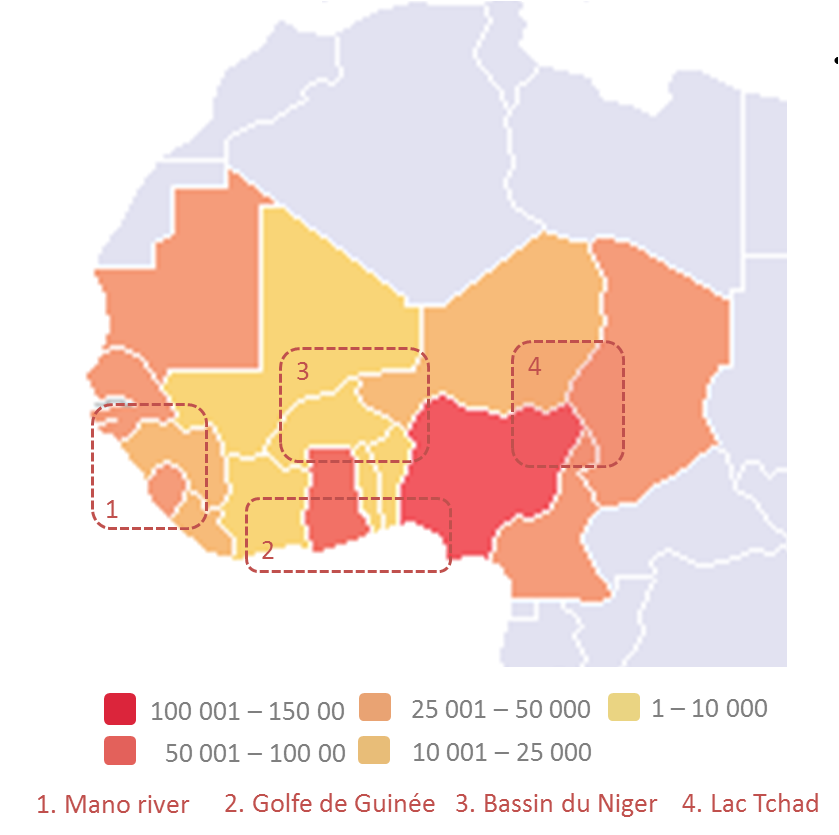 3
4
1
2
100 001 – 150 00
25 001 – 50 000
1 – 10 000
50 001 – 100 00
10 001 – 25 000
1. Mano river 2. Golfe de Guinée 3. Bassin du Niger 4. Lac Tchad